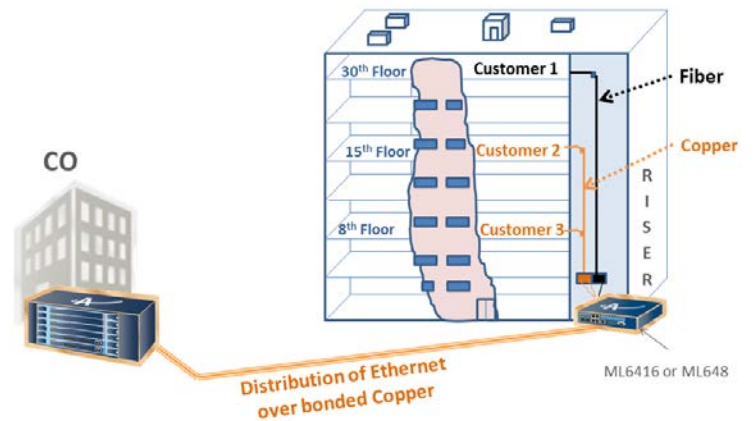 30th Floor
Customer 1
Fiber
CO
15th Floor
Customer 2
Copper
R
I
S
E
R
8th Floor
Customer 3
A
ML6416 or ML648
Distribution of Ethernet
over bonded Copper